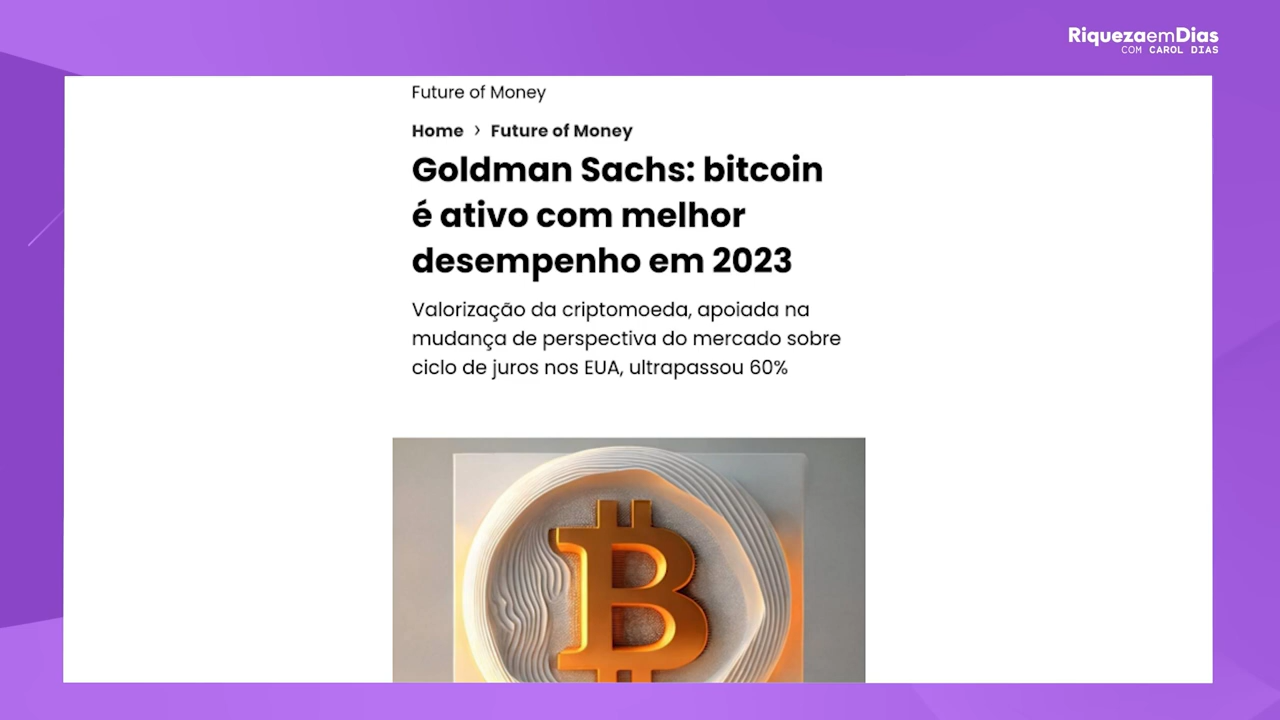 RiquezaemDias
COM CAROL DIAS
Future of Money
Home › Future of Money
Goldman Sachs: bitcoin
é ativo com melhor
desempenho em 2023
Valorização da criptomoeda, apoiada na
mudança de perspectiva do mercado sobre
ciclo de juros nos EUA, ultrapassou 60%